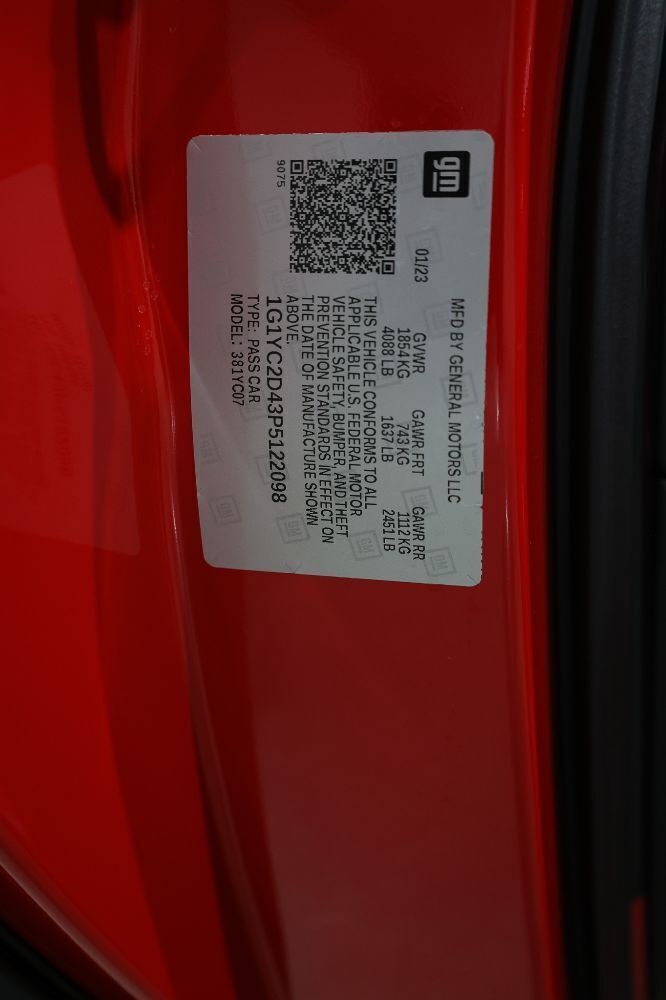 gm
MFD BY GENERAL MOTORS LLC
01/23
GVWR GAWR FRT GAWR RR
1854 KG 743 KG 1112 KG
4088 LB 1637 LB 2451 LB
THIS VEHICLE CONFORMS TO ALL
APPLICABLE U.S. FEDERAL MOTOR
VEHICLE SAFETY, BUMPER, AND THEFT
PREVENTION STANDARDS IN EFFECT ON
THE DATE OF MANUFACTURE SHOWN
ABOVE.
1G1YC2D43P5122098
TYPE: PASS CAR
MODEL: 381YC07
9075